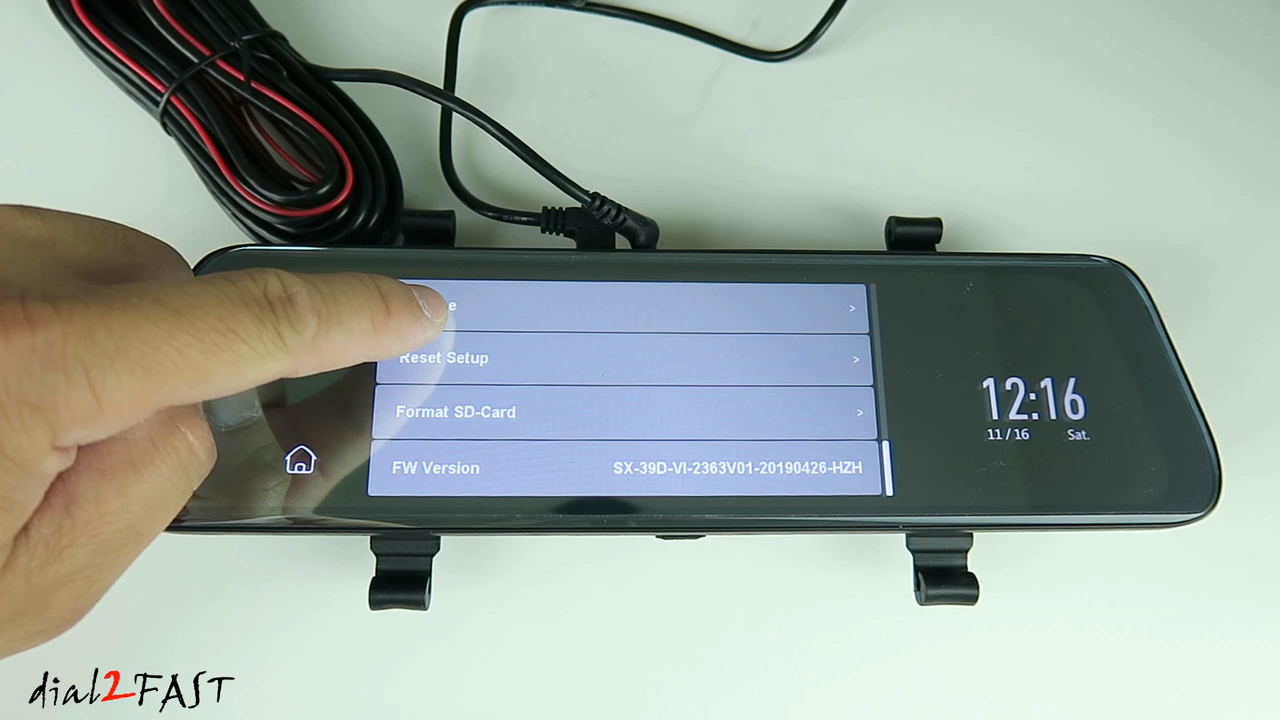 >
Reset Setup >
Format SD-Card >
FW Version SX-39D-VI-2363V01-20190426-HZH
12:16
11/16 Sat.
dial2FAST